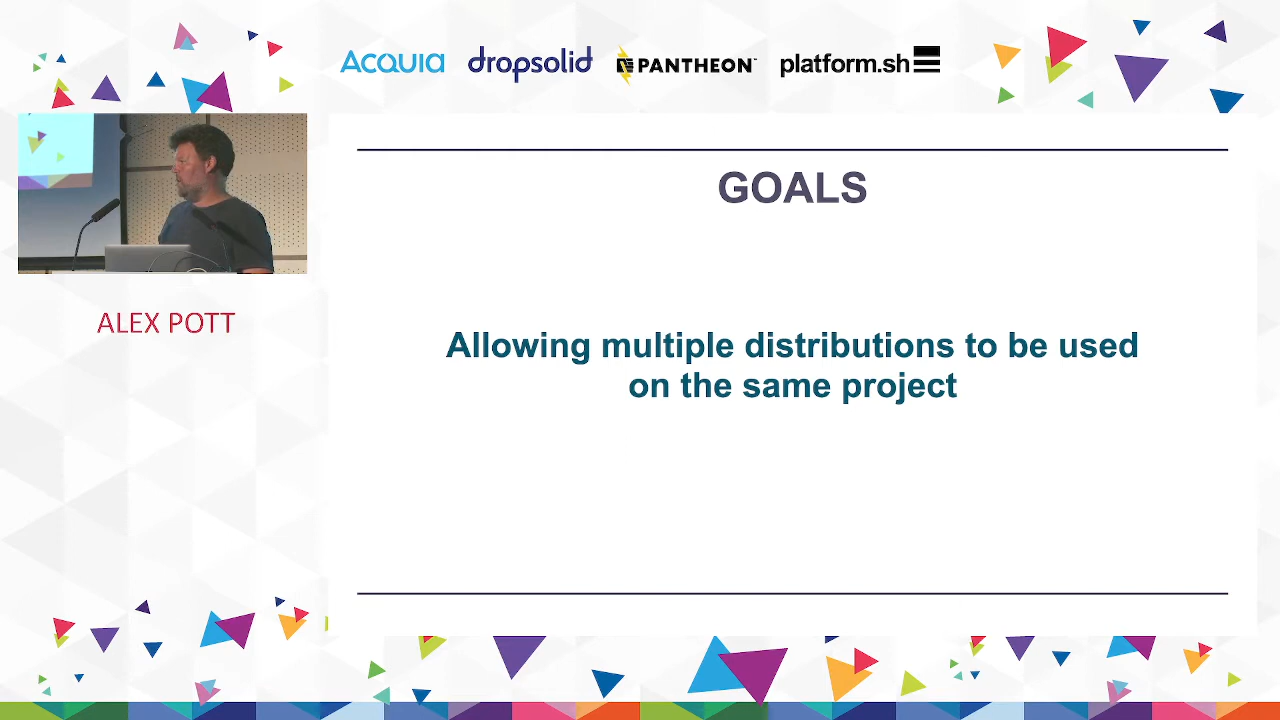 ACQUIA
dropsolid
PANTHEON
platform.sh
GOALS
Allowing multiple distributions to be used
on the same project
ALEX POTT